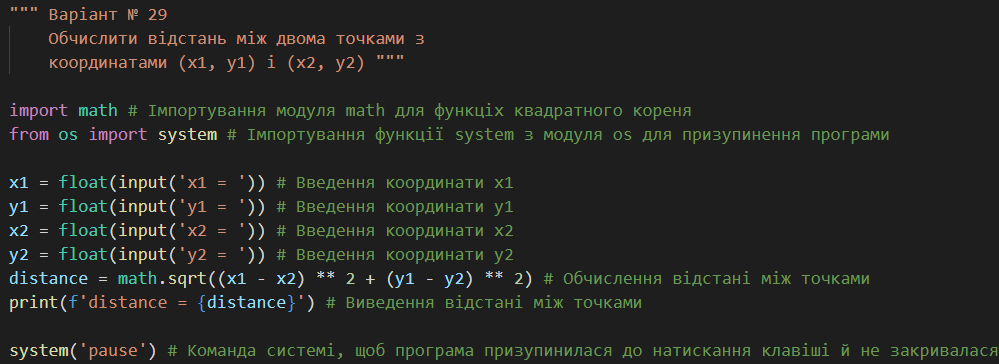 """ Варіант № 29
Обчислити відстань між двома точками з
координатами (x1, y1) і (x2, y2) """
import math # Імпортування модуля math для функціх квадратного кореня
from os import system # Імпортування функції system з модуля os для призупинення програми
x1 = float(input('x1 = ')) # Введення координати x1
y1 = float(input('y1 = ')) # Введення координати y1
x2 = float(input('x2 = ')) # Введення координати x2
y2 = float(input('y2 = ')) # Введення координати y2
distance = math.sqrt((x1 - x2) ** 2 + (y1 - y2) ** 2) # Обчислення відстані між точками
print(f'distance = {distance}') # Виведення відстані між точками
system('pause') # Команда системі, щоб програма призупинилася до натискання клавіші й не закривалася